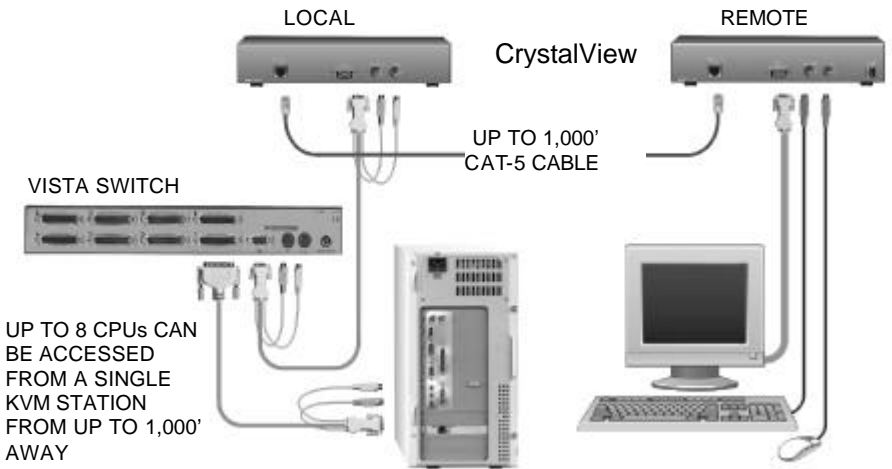 LOCAL
REMOTE
CrystalView
UP TO 1,000’
CAT-5 CABLE
VISTA SWITCH
UP TO 8 CPUs CAN
BE ACCESSED
FROM A SINGLE
KVM STATION
FROM UP TO 1,000’
AWAY